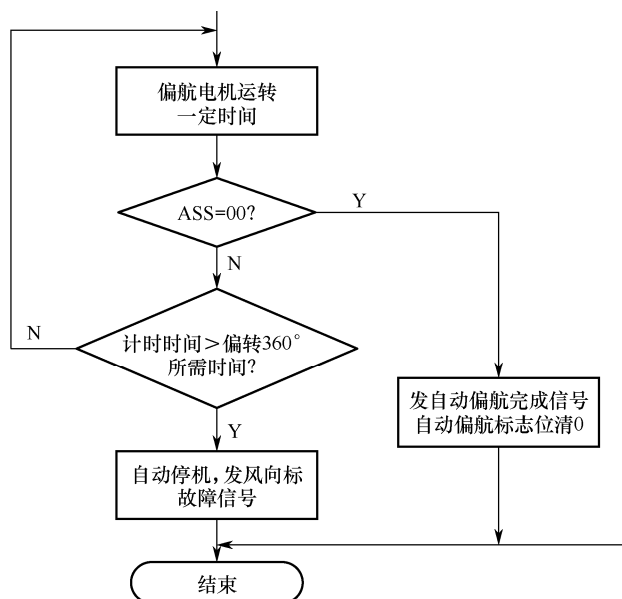 偏航电机运转
一定时间
ASS=00?
Y
N
N
计时时间>偏转360°
所需时间?
发自动偏航完成信号
自动偏航标志位清0
Y
自动停机,发风向标
故障信号
结束